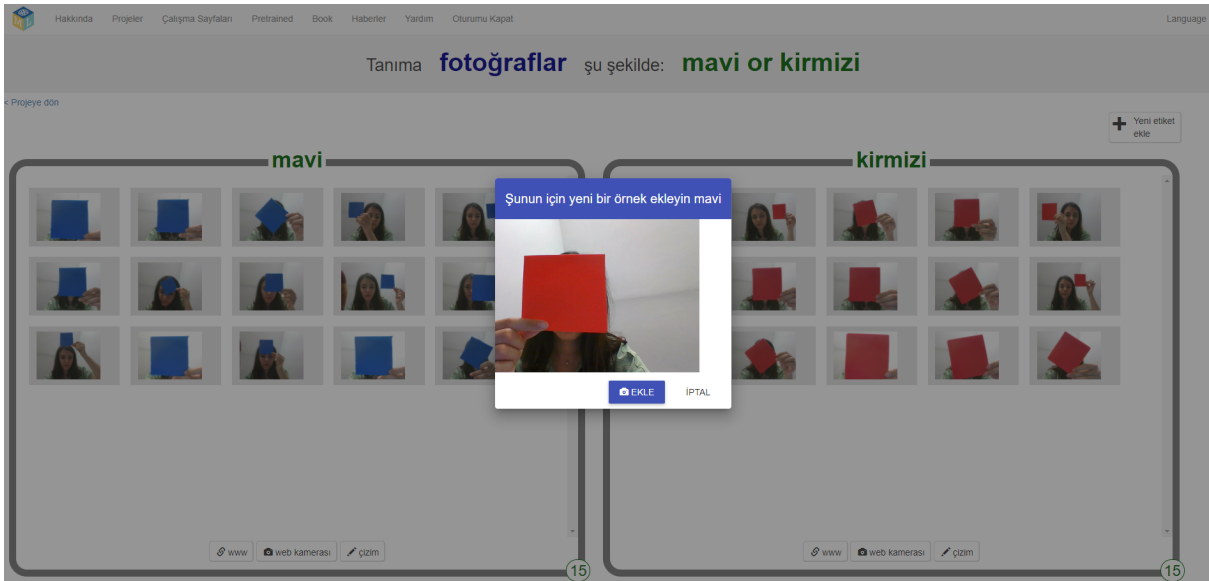 Hakkında Projeler Çalışma Sayfaları Pretrained Book Haberler Yardım Oturumu Kapat Language
Tanıma fotoğraflar şu şekilde: mavi or kirmizi
< Projeye dön
Yeni etiket
ekle
mavi
kirmizi
Şunun için yeni bir örnek ekleyin mavi
EKLE İPTAL
www web kamerası çizim
15
www web kamerası çizim
15